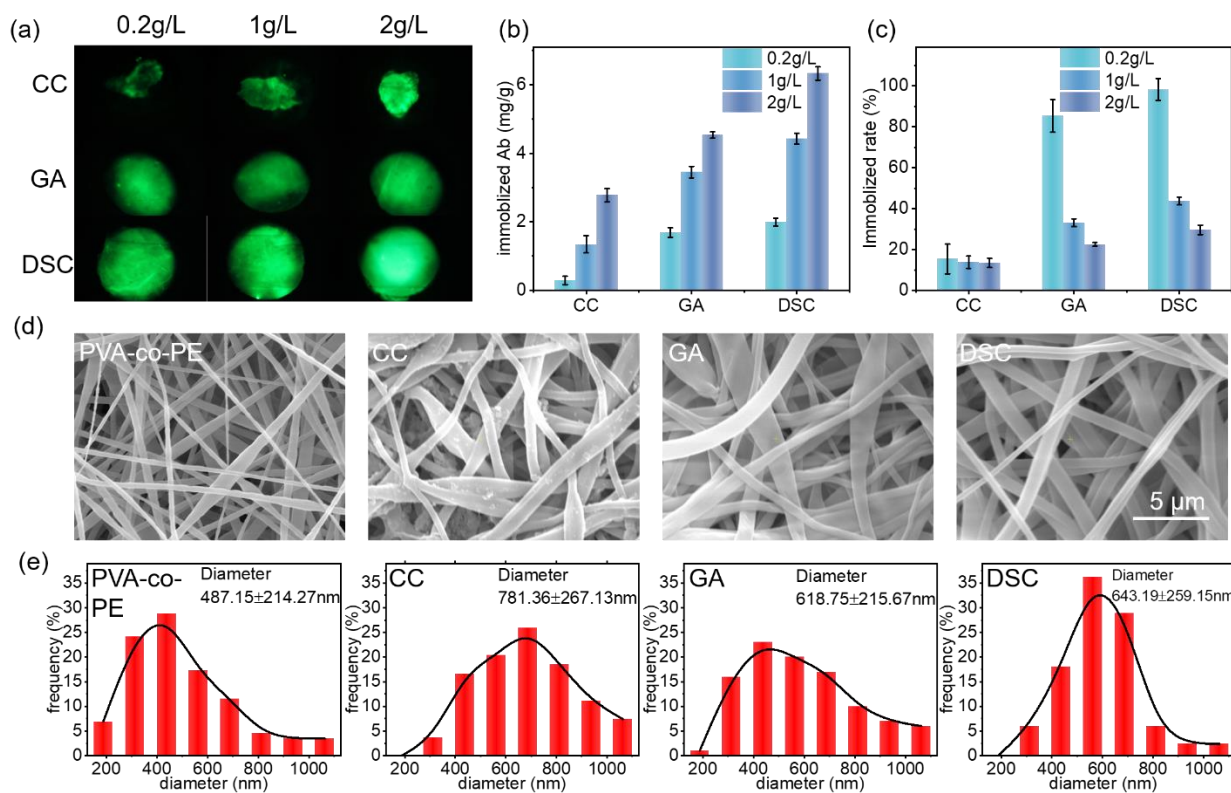 (a)
0.2g/L 1g/L 2g/L
CC
GA
DSC
(b)
immoblized Ab (mg/g)
6
4
2
0
0.2g/L
1g/L
2g/L
CC GA DSC
(c)
Immoblized rate (%)
100
80
60
40
20
0
0.2g/L
1g/L
2g/L
CC GA DSC
(d)
PVA-co-PE
CC
GA
DSC
5 μm
(e)
PVA-co-
PE
Diameter
487.15±214.27nm
frequency (%)
35
30
25
20
15
10
5
0
200 400 600 800 1000
diameter (nm)
CC
Diameter
781.36±267.13nm
frequency (%)
35
30
25
20
15
10
5
0
200 400 600 800 1000
diameter (nm)
GA
Diameter
618.75±215.67nm
frequency (%)
35
30
25
20
15
10
5
0
200 400 600 800 1000
diameter (nm)
DSC
Diameter
643.19±259.15nm
frequency (%)
35
30
25
20
15
10
5
0
200 400 600 800 1000
diameter (nm)